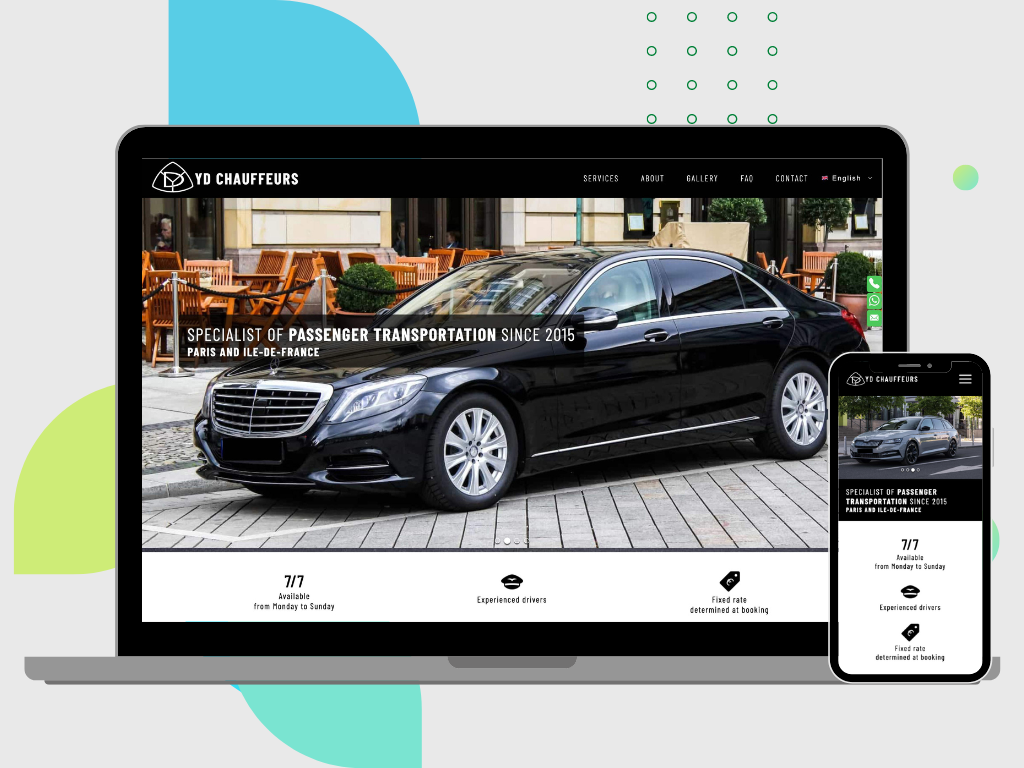 YD CHAUFFEURS
SERVICES ABOUT GALLERY FAQ CONTACT English
SPECIALIST OF PASSENGER TRANSPORTATION SINCE 2015
PARIS AND ILE-DE-FRANCE
7/7
Available
from Monday to Sunday
Experienced drivers
Fixed rate
determined at booking
YD CHAUFFEURS
SPECIALIST OF PASSENGER
TRANSPORTATION SINCE 2015
PARIS AND ILE-DE-FRANCE
7/7
Available
from Monday to Sunday
Experienced drivers
Fixed rate
determined at booking